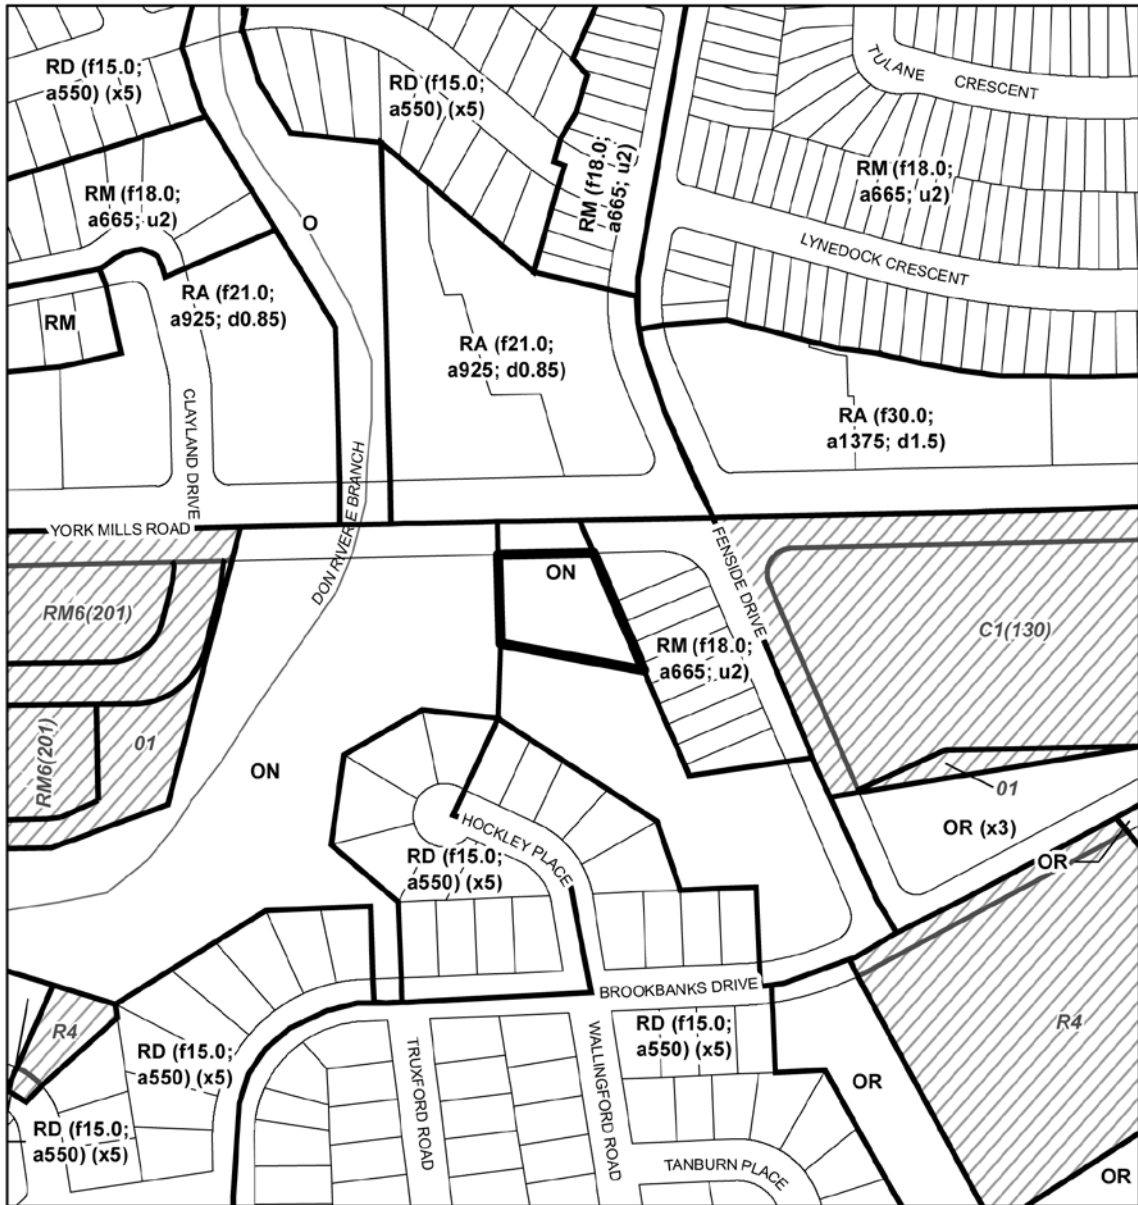 RD (f15.0;
a550) (x5)
RD (f15.0;
a550) (x5)
TULANE CRESCENT
RM (f18.0;
a665; u2)
RM (f18.0;
a665; u2)
RM (f18.0;
a665; u2)
O
LYNEDOCK CRESCENT
RA (f21.0;
a925; d0.85)
RM
RA (f21.0;
a925; d0.85)
RA (f30.0;
a1375; d1.5)
CLAYLAND DRIVE
DON RIVER E BRANCH
YORK MILLS ROAD
FENSIDE DRIVE
ON
RM6(201)
C1(130)
RM (f18.0;
a665; u2)
RM6(201)
01
ON
01
OR (x3)
HOCKLEY PLACE
RD (f15.0;
a550) (x5)
OR
BROOKBANKS DRIVE
R4
R4
RD (f15.0;
a550) (x5)
RD (f15.0;
a550) (x5)
TRUXFORD ROAD
WALLINGFORD ROAD
OR
RD (f15.0;
a550) (x5)
TANBURN PLACE
OR